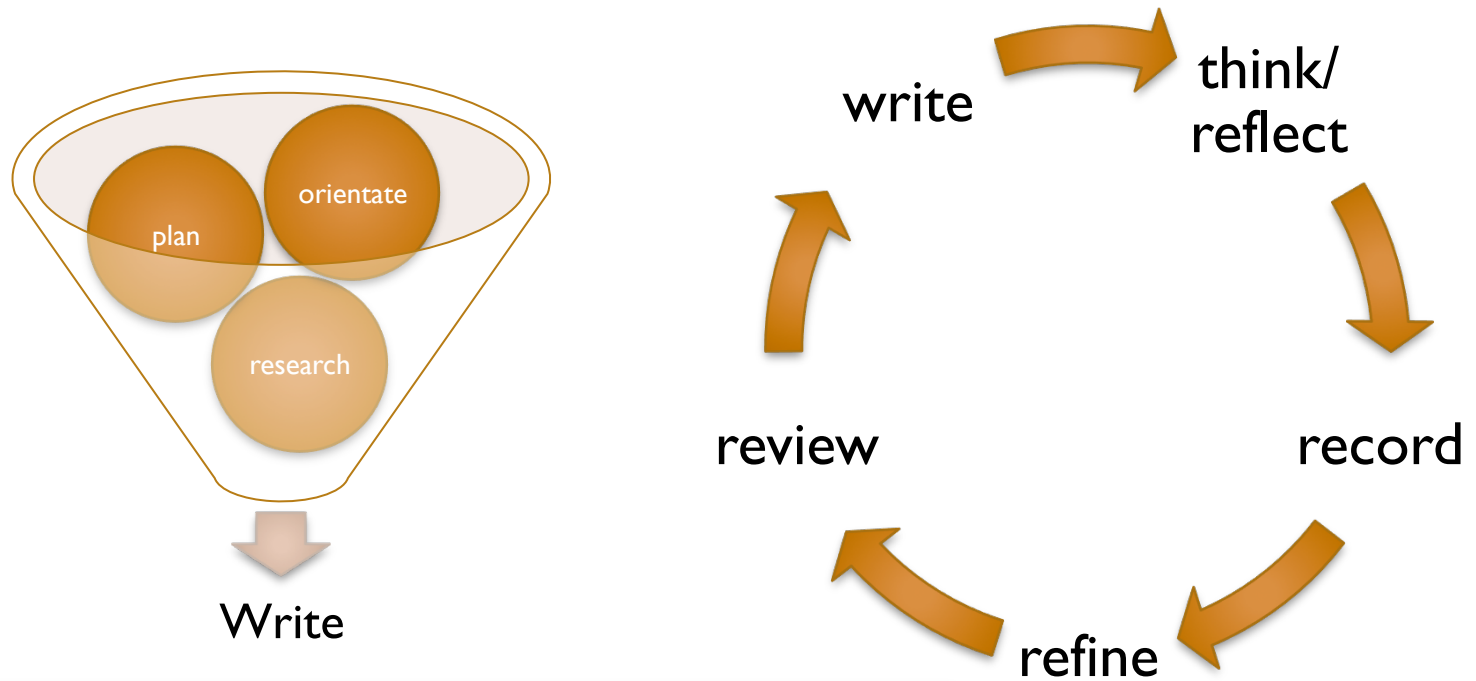 orientate
plan
research
Write
write
think/
reflect
record
refine
review